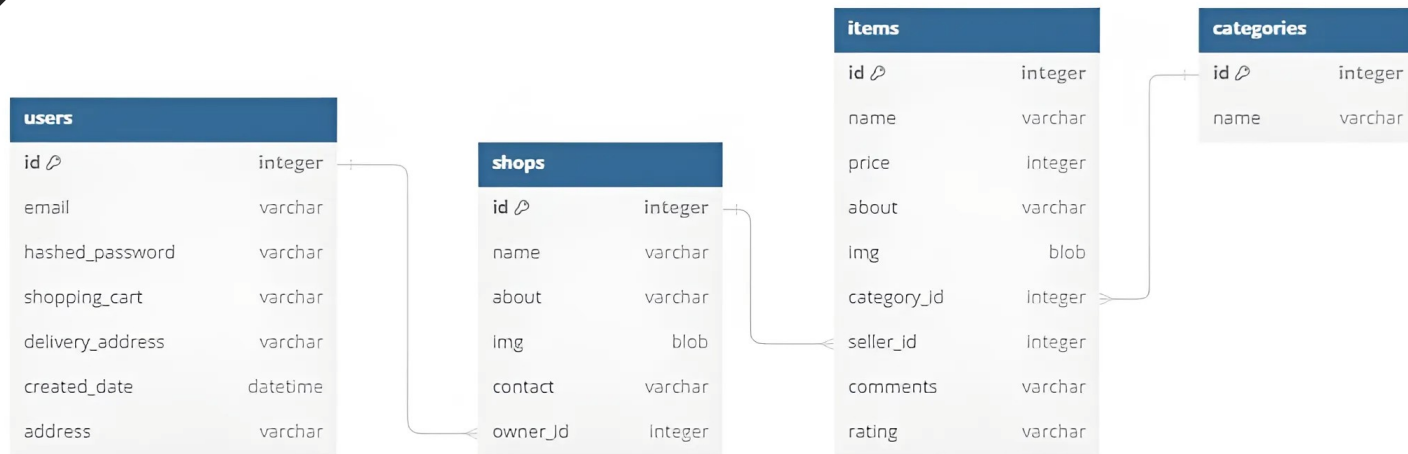 users
id integer
email varchar
hashed_password varchar
shopping_cart varchar
delivery_address varchar
created_date datetime
address varchar
shops
id integer
name varchar
about varchar
img blob
contact varchar
owner_id integer
items
id integer
name varchar
price integer
about varchar
img blob
category_id integer
seller_id integer
comments varchar
rating varchar
categories
id integer
name varchar